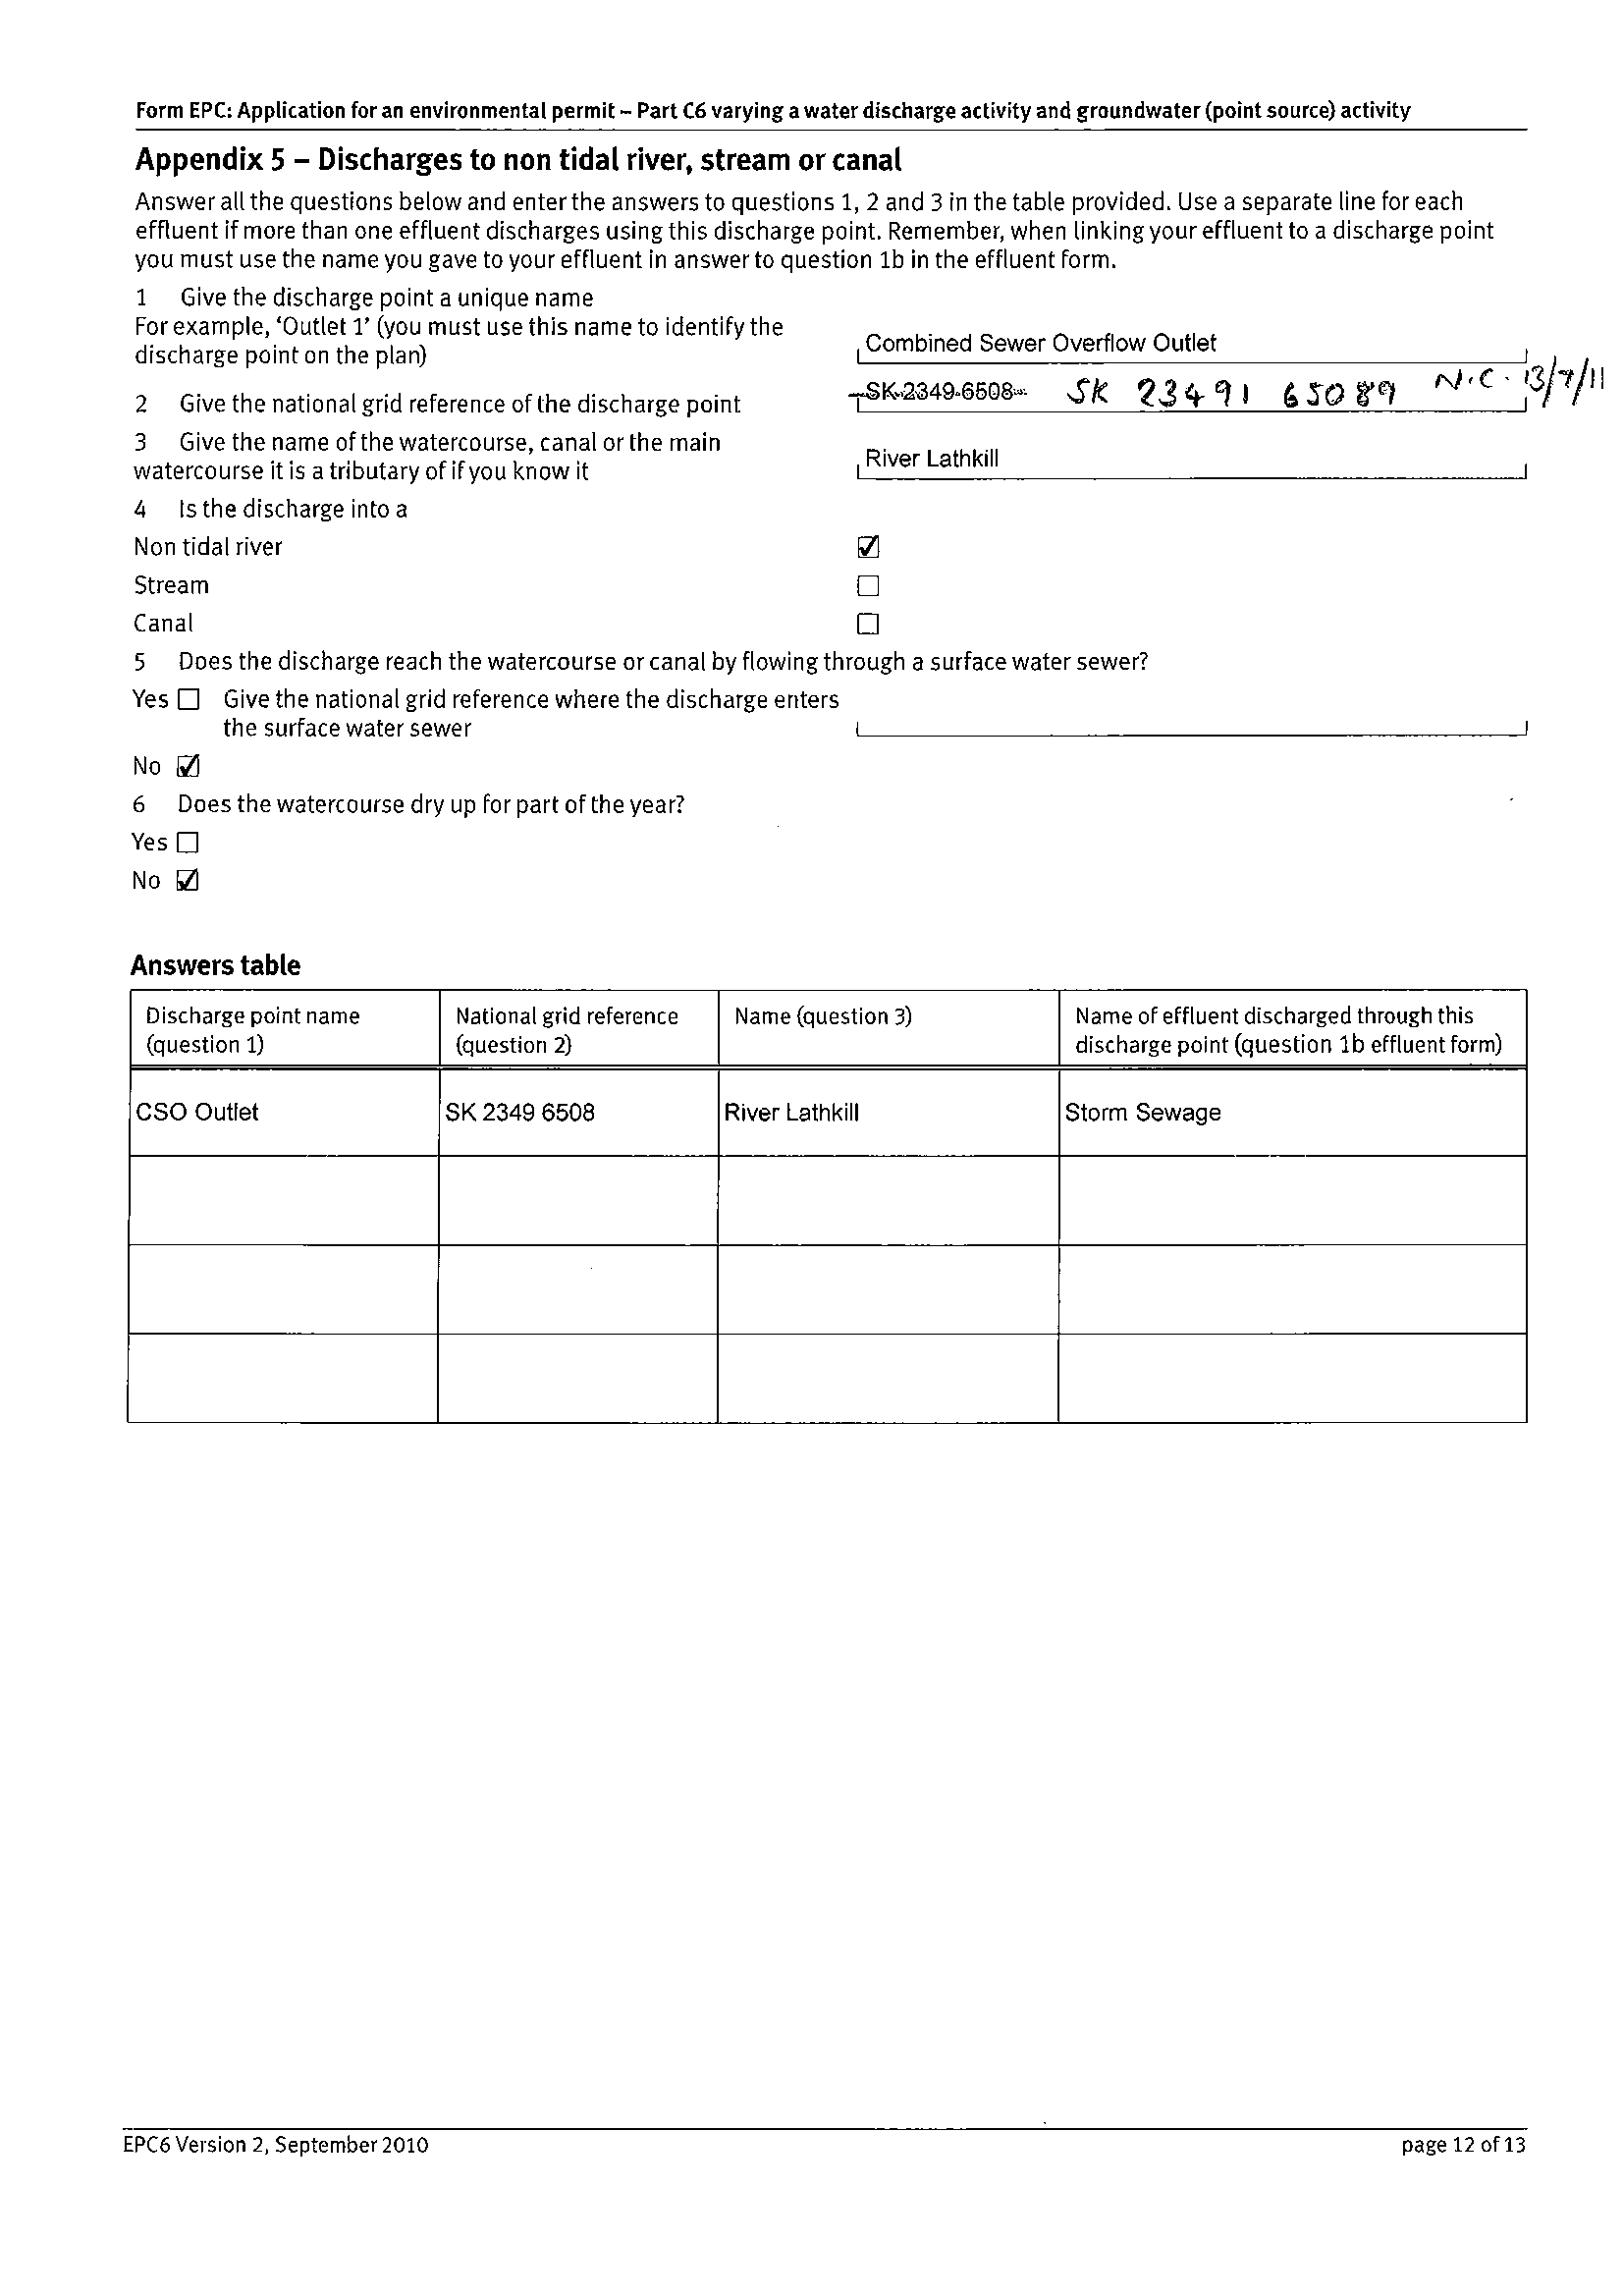 Form EPC: Application for an environmental permit – Part C6 varying a water discharge activity and groundwater (point source) activity
Appendix 5 – Discharges to non tidal river, stream or canal
Answer all the questions below and enter the answers to questions 1, 2 and 3 in the table provided. Use a separate line for each
effluent if more than one effluent discharges using this discharge point. Remember, when linking your effluent to a discharge point
you must use the name you gave to your effluent in answer to question 1b in the effluent form.
1 Give the discharge point a unique name
For example, ‘Outlet 1’ (you must use this name to identify the
discharge point on the plan)
Combined Sewer Overflow Outlet
2 Give the national grid reference of the discharge point
SK 2349 6508 SK 23491 65089 N.C. 13/7/11
3 Give the name of the watercourse, canal or the main
watercourse it is a tributary of if you know it
River Lathkill
4 Is the discharge into a
Non tidal river
Stream
Canal
5 Does the discharge reach the watercourse or canal by flowing through a surface water sewer?
Yes Give the national grid reference where the discharge enters
the surface water sewer
No
6 Does the watercourse dry up for part of the year?
Yes
No
Answers table
Discharge point name
(question 1)
National grid reference
(question 2)
Name (question 3)
Name of effluent discharged through this
discharge point (question 1b effluent form)
CSO Outlet
SK 2349 6508
River Lathkill
Storm Sewage
EPC6 Version 2, September 2010
page 12 of 13